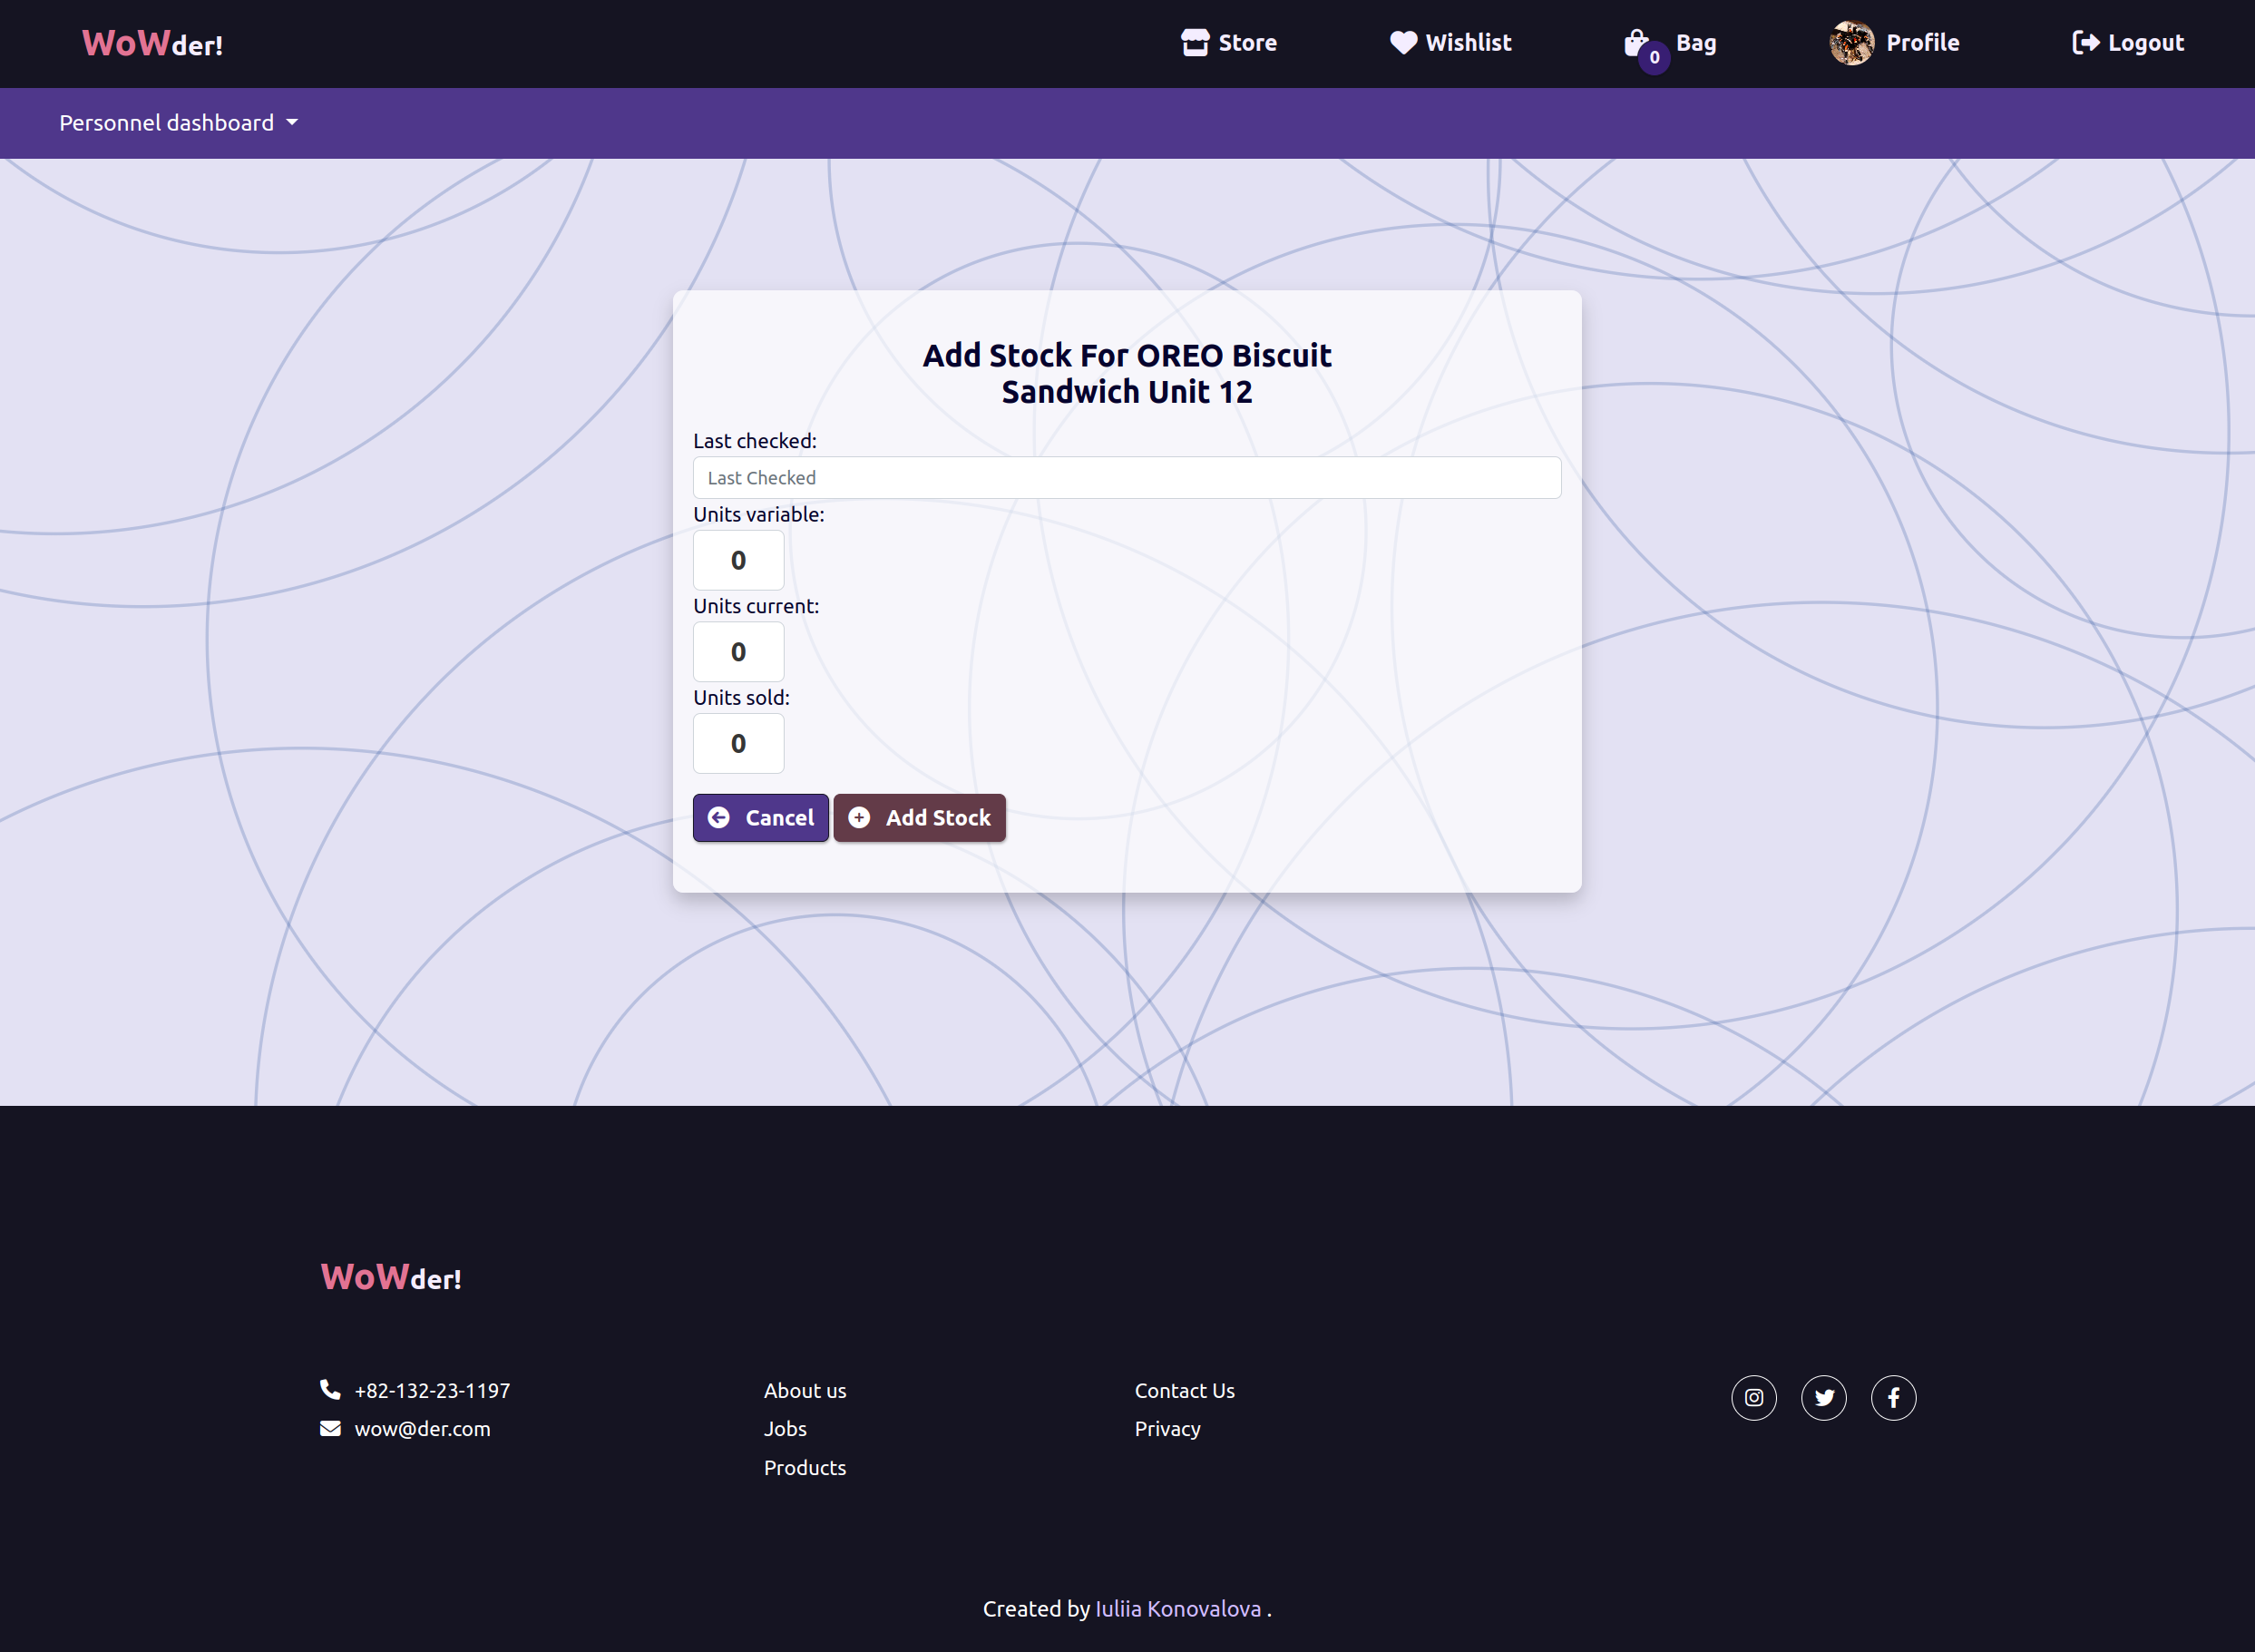 WoWder!
Store
Wishlist
0
Bag
Profile
Logout
Personnel dashboard
Add Stock For OREO Biscuit
Sandwich Unit 12
Last checked:
Last Checked
Units variable:
0
Units current:
0
Units sold:
0
Cancel
Add Stock
WoWder!
+82-132-23-1197
wow@der.com
About us
Jobs
Products
Contact Us
Privacy
Created by Iuliia Konovalova .